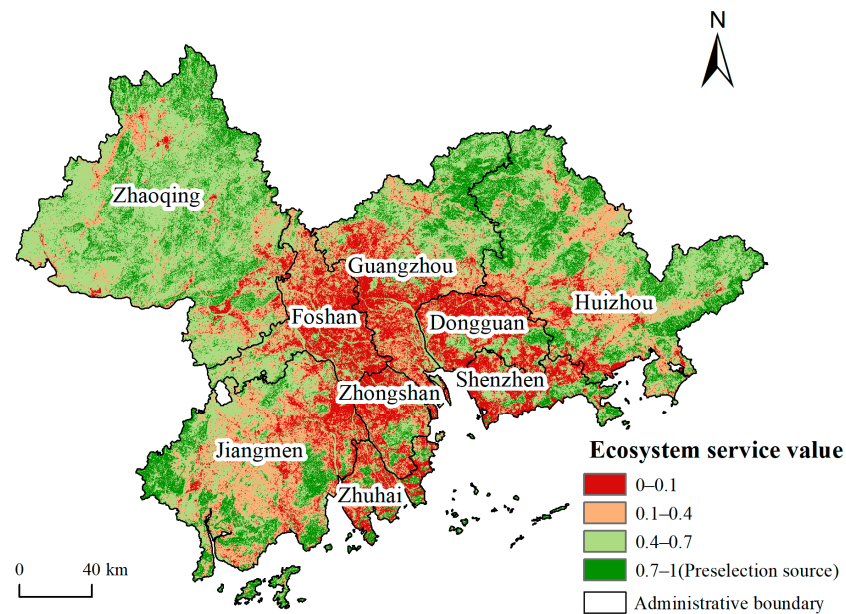 N
Zhaoqing
Guangzhou
Huizhou
Foshan
Dongguan
Shenzhen
Zhongshan
Jiangmen
Zhuhai
Ecosystem service value
0–0.1
0.1–0.4
0.4–0.7
0.7–1(Preselection source)
Administrative boundary
0 40 km